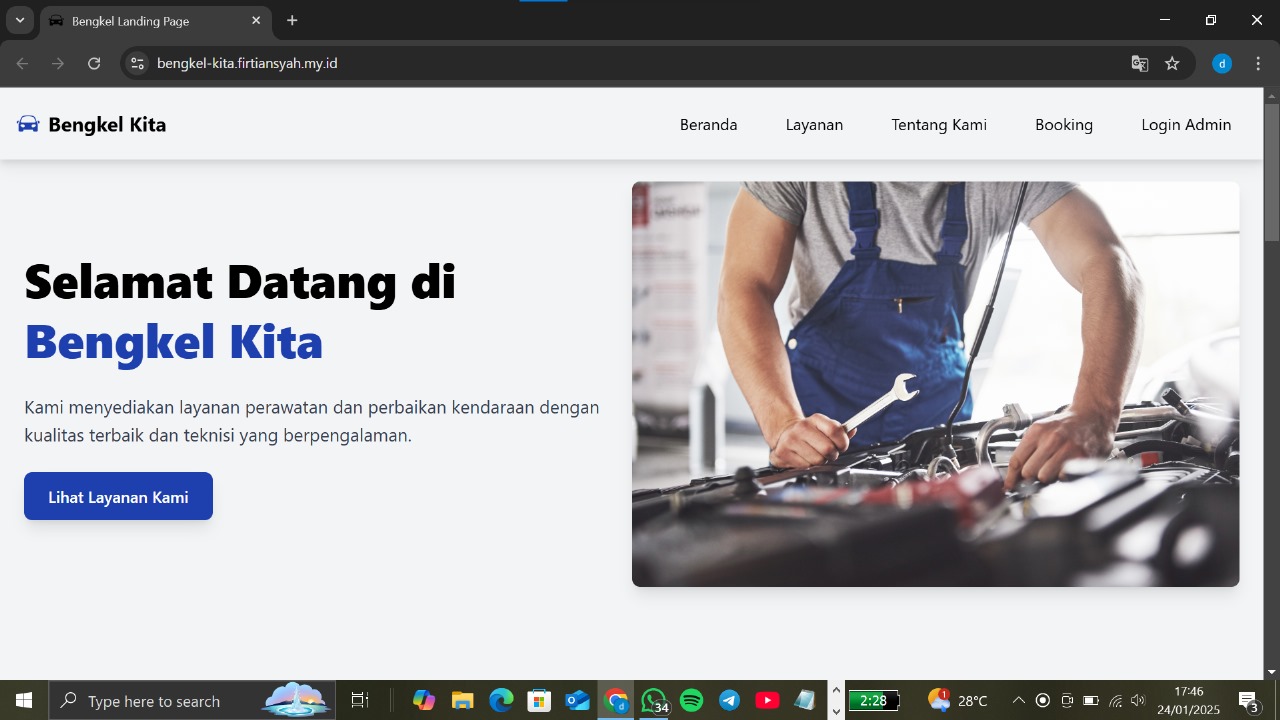 Bengkel Landing Page
bengkel-kita.firtiansyah.my.id
d
Bengkel Kita
Beranda
Layanan
Tentang Kami
Booking
Login Admin
Selamat Datang di
Bengkel Kita
Kami menyediakan layanan perawatan dan perbaikan kendaraan dengan
kualitas terbaik dan teknisi yang berpengalaman.
Lihat Layanan Kami
Type here to search
d
34
2:28
1
28°C
17:46
24/01/2025
3